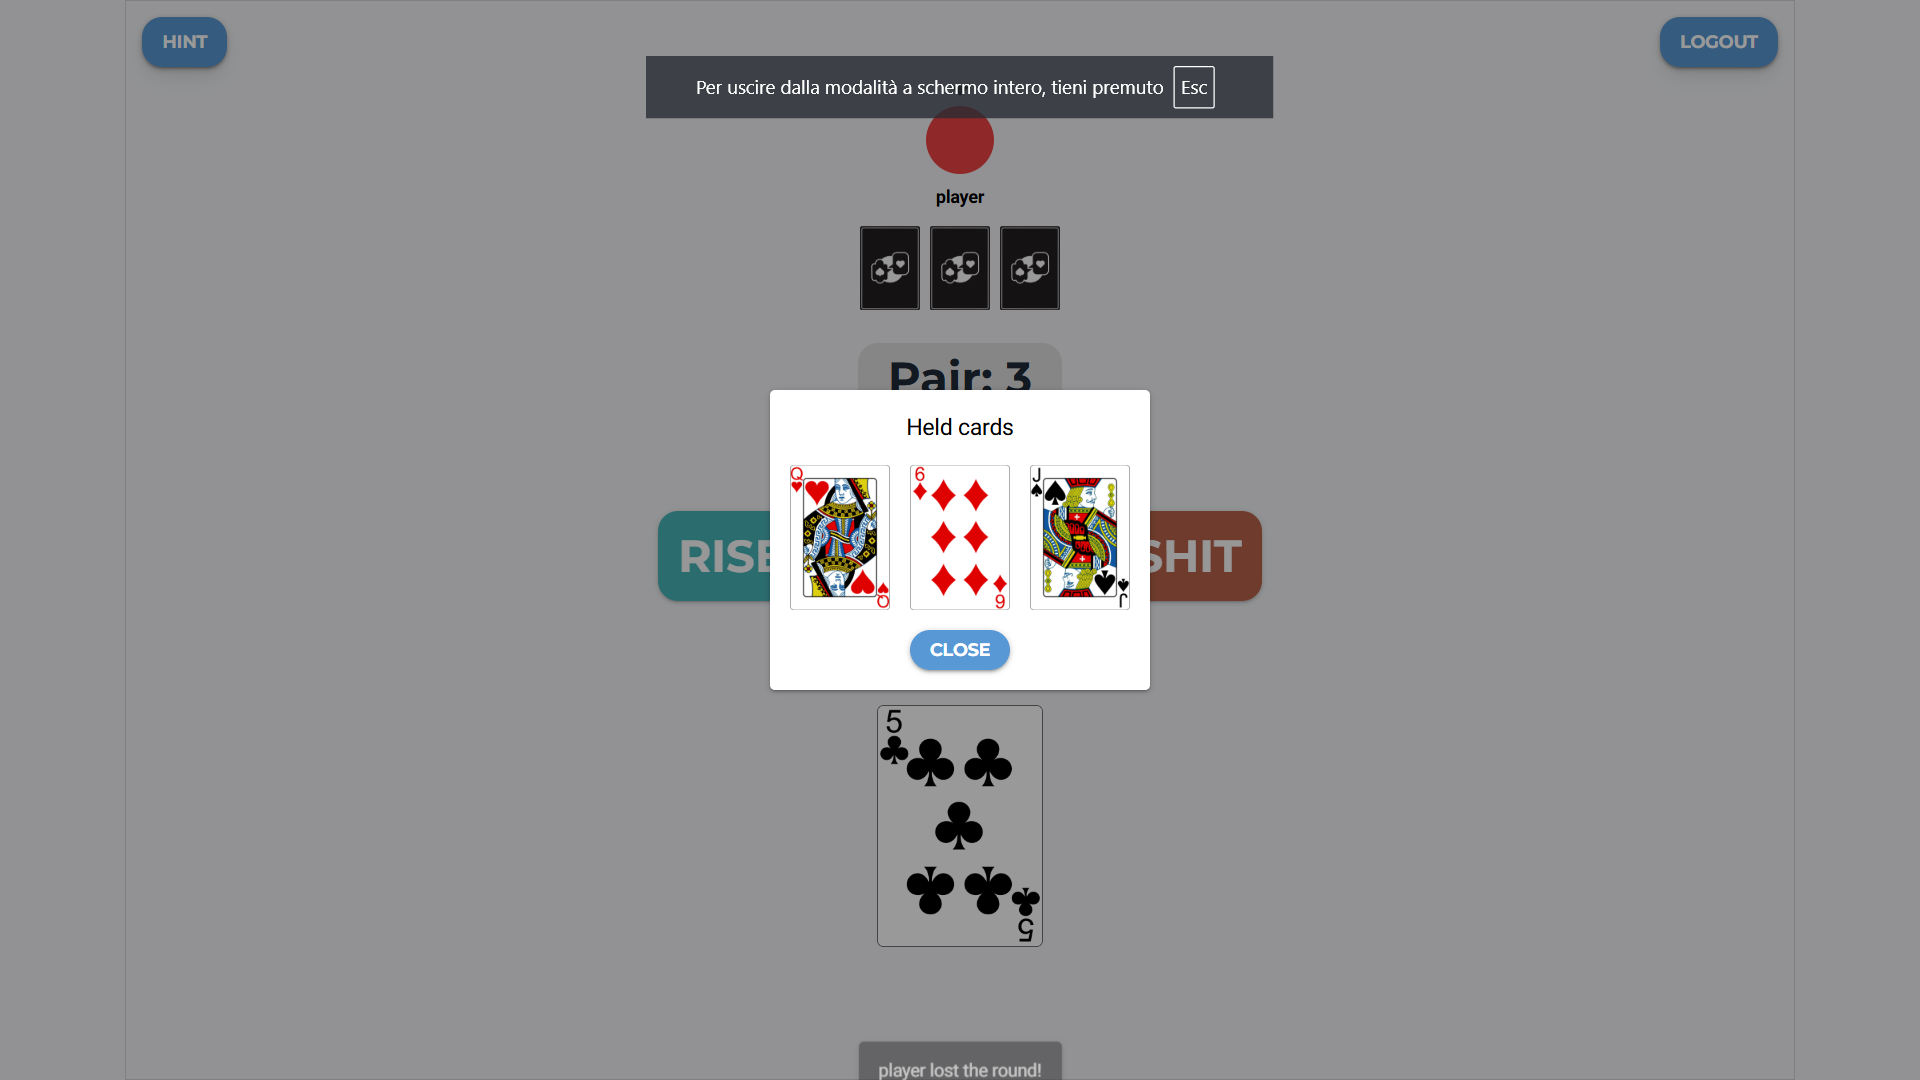 HINT
LOGOUT
Per uscire dalla modalità a schermo intero, tieni premuto Esc
player
Pair: 3
Held cards
Q
Q
6
6
J
J
RISE
SHIT
CLOSE
5
5
player lost the round!